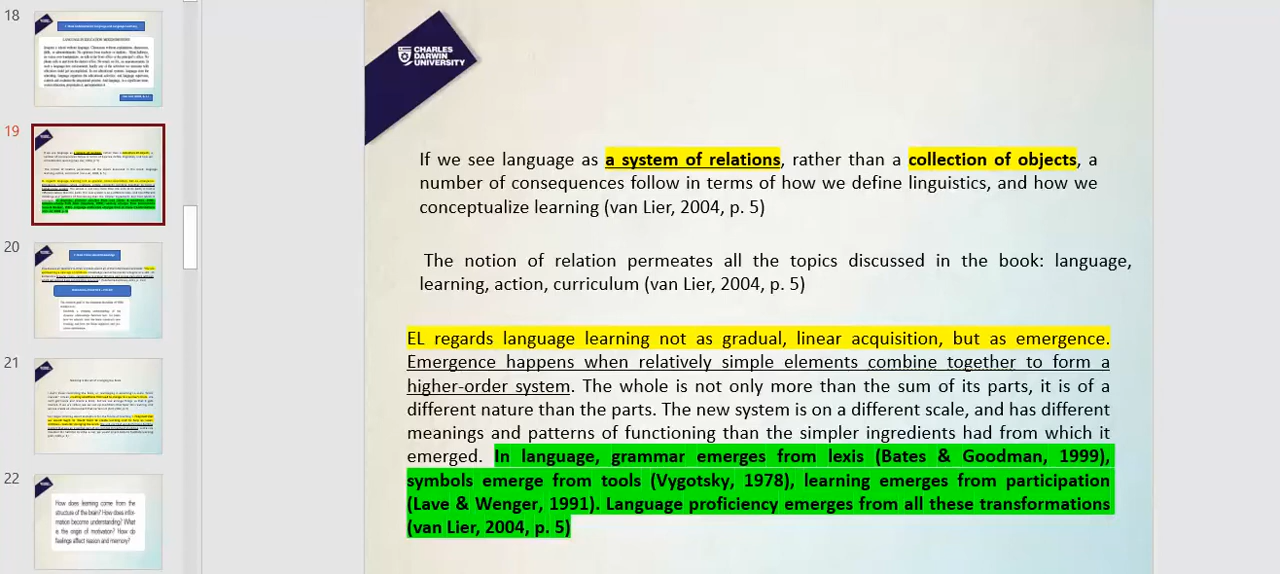 18
19
20
21
22
How does learning come from the
structure of the brain? How does infor-
mation become understanding? What
is the origin of motivation? How do
feelings affect reason and memory?
CHARLES
DARWIN
UNIVERSITY
If we see language as a system of relations, rather than a collection of objects, a
number of consequences follow in terms of how we define linguistics, and how we
conceptualize learning (van Lier, 2004, p. 5)
The notion of relation permeates all the topics discussed in the book: language,
learning, action, curriculum (van Lier, 2004, p. 5)
EL regards language learning not as gradual, linear acquisition, but as emergence.
Emergence happens when relatively simple elements combine together to form a
higher-order system. The whole is not only more than the sum of its parts, it is of a
different nature than the parts. The new system is on a different scale, and has different
meanings and patterns of functioning than the simpler ingredients had from which it
emerged. In language, grammar emerges from lexis (Bates & Goodman, 1999),
symbols emerge from tools (Vygotsky, 1978), learning emerges from participation
(Lave & Wenger, 1991). Language proficiency emerges from all these transformations
(van Lier, 2004, p. 5)